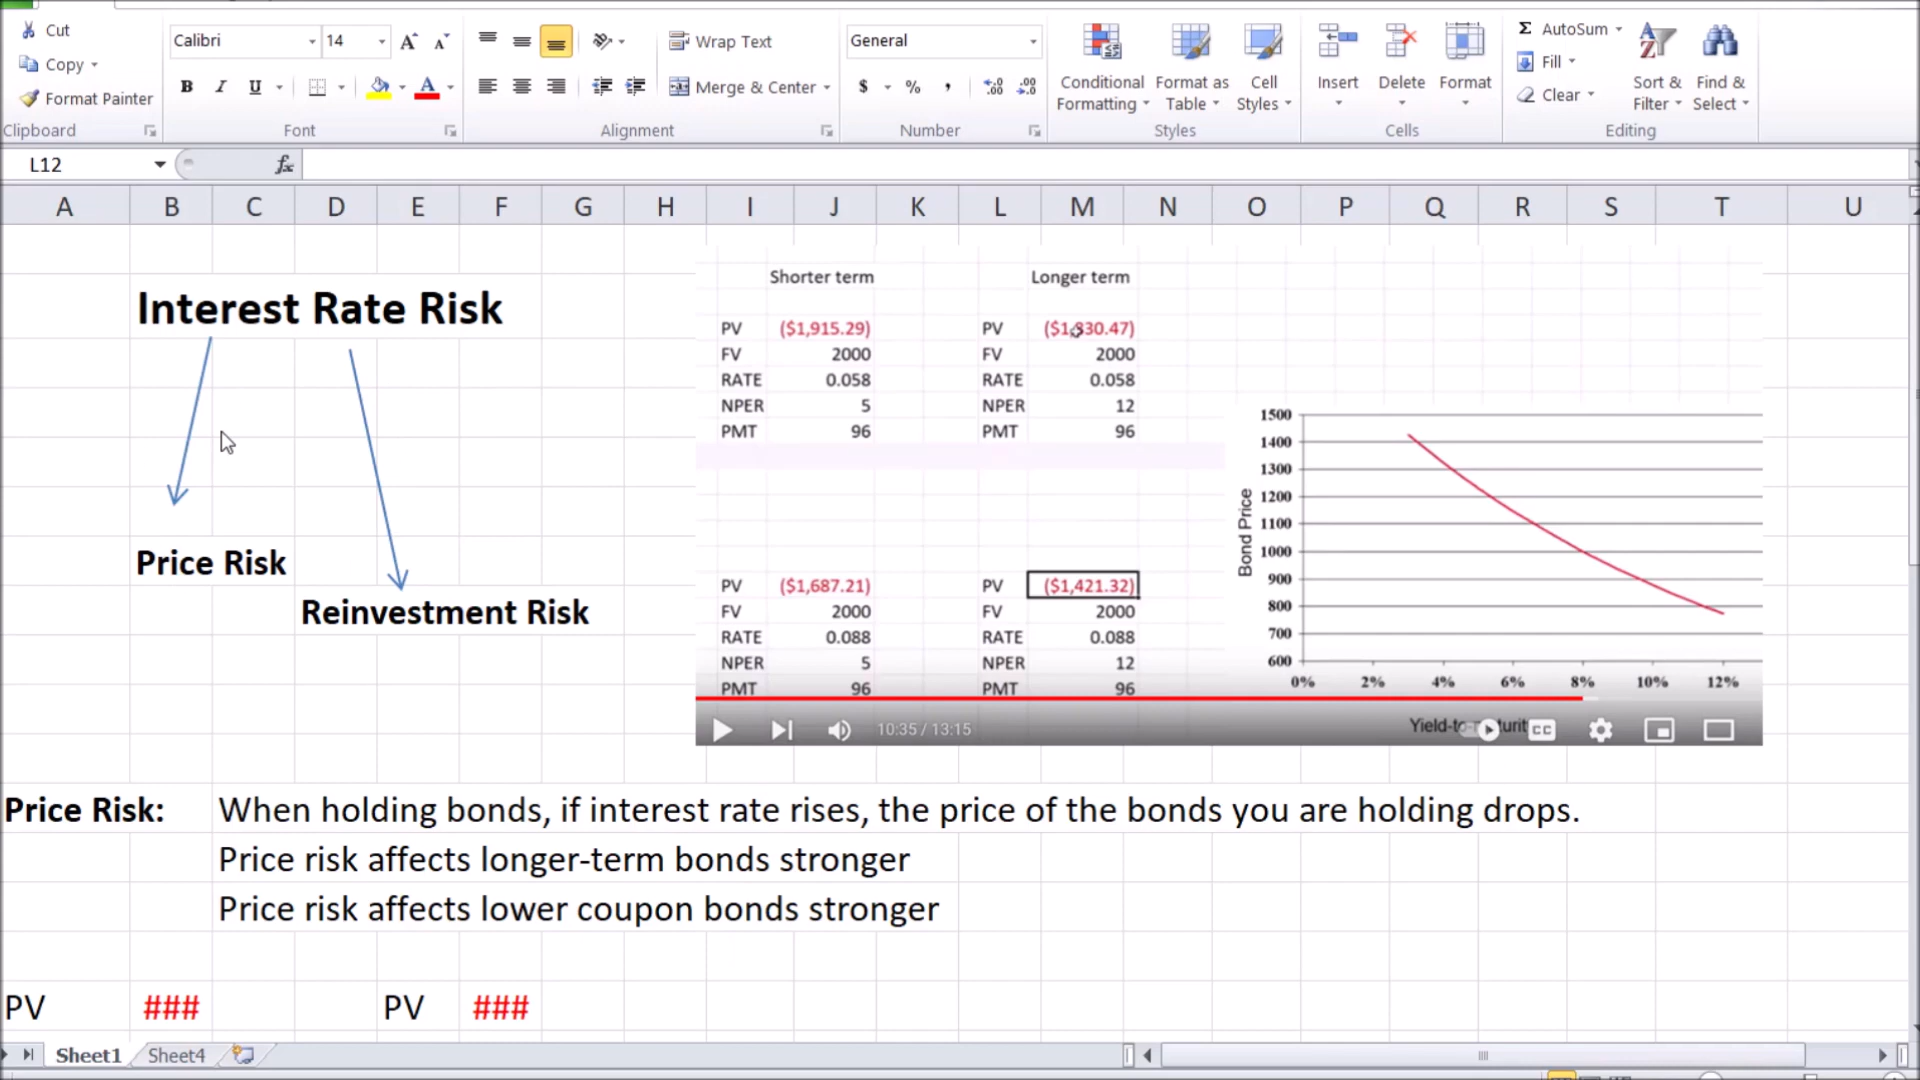 Cut
Copy
Format Painter
Clipboard
Calibri
14
B I U
Font
Wrap Text
Merge & Center
Alignment
General
$ % ,
Number
Conditional Formatting
Format as Table
Cell Styles
Styles
Insert
Delete
Format
Cells
Σ AutoSum
Fill
Clear
Sort & Filter
Find & Select
Editing
L12
fx
A B C D E F G H I J K L M N O P Q R S T U
Interest Rate Risk
Price Risk
Reinvestment Risk
Shorter term Longer term
PV ($1,915.29) PV
FV 2000 FV 2000
RATE 0.058 RATE 0.058
NPER 5 NPER 12
PMT 96 PMT 96
PV ($1,687.21) PV ($1,421.32)
FV 2000 FV 2000
RATE 0.088 RATE 0.088
NPER 5 NPER 12
PMT 96 PMT 96
Bond Price
1500
1400
1300
1200
1100
1000
900
800
700
600
0% 2% 4% 6% 8% 10% 12%
10:35 / 13:15
CC
Price Risk: When holding bonds, if interest rate rises, the price of the bonds you are holding drops.
Price risk affects longer-term bonds stronger
Price risk affects lower coupon bonds stronger
PV ### PV ###
Sheet1 Sheet4